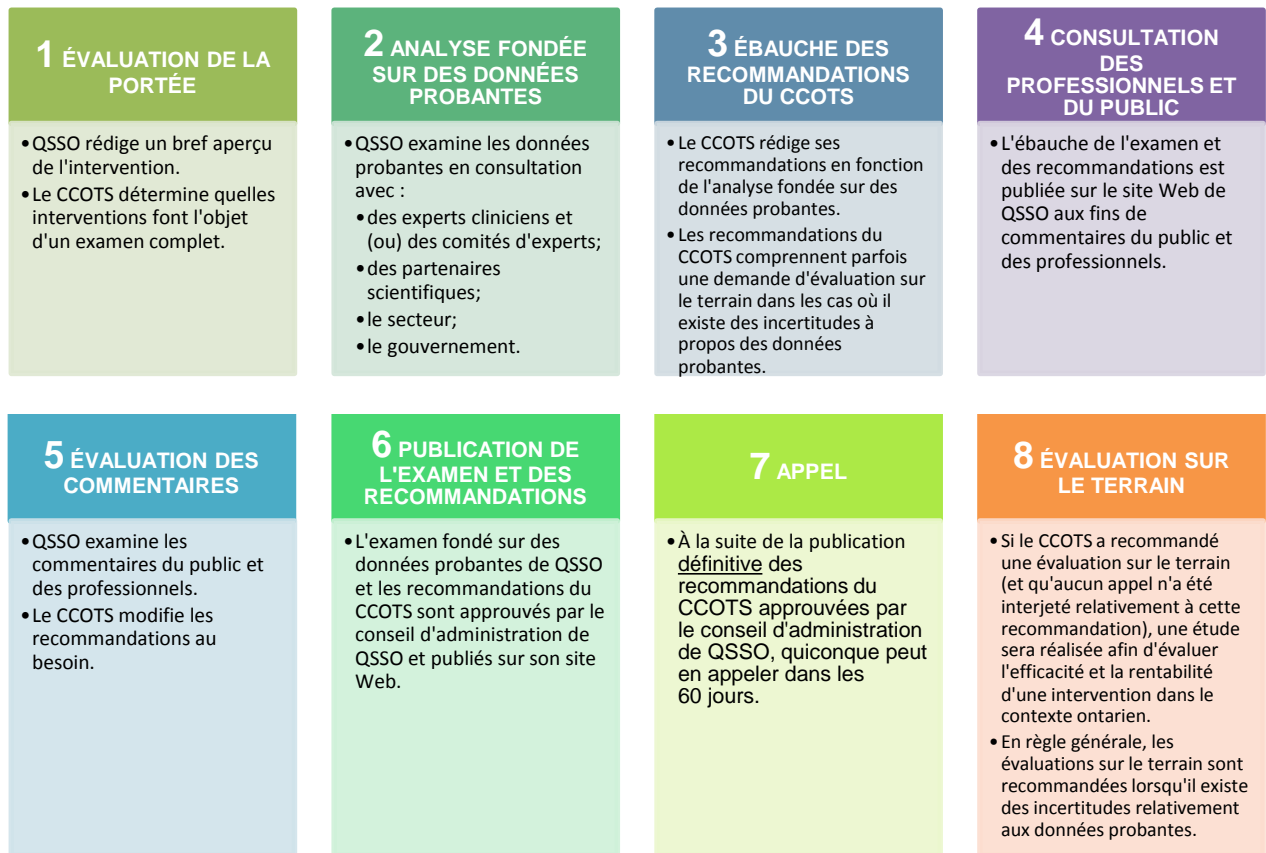 1 ÉVALUATION DE LA
PORTÉE
•QSSO rédige un bref aperçu
de l'intervention.
•Le CCOTS détermine quelles
interventions font l'objet
d'un examen complet.
2 ANALYSE FONDÉE
SUR DES DONNÉES
PROBANTES
•QSSO examine les données
probantes en consultation
avec :
•des experts cliniciens et
(ou) des comités d'experts;
•des partenaires
scientifiques;
•le secteur;
•le gouvernement.
3 ÉBAUCHE DES
RECOMMANDATIONS
DU CCOTS
•Le CCOTS rédige ses
recommandations en fonction
de l'analyse fondée sur des
données probantes.
•Les recommandations du
CCOTS comprennent parfois
une demande d'évaluation sur
le terrain dans les cas où il
existe des incertitudes à
propos des données
probantes.
4 CONSULTATION
DES
PROFESSIONNELS ET
DU PUBLIC
•L'ébauche de l'examen et
des recommandations est
publiée sur le site Web de
QSSO aux fins de
commentaires du public et
des professionnels.
5 ÉVALUATION DES
COMMENTAIRES
•QSSO examine les
commentaires du public et
des professionnels.
•Le CCOTS modifie les
recommandations au
besoin.
6 PUBLICATION DE
L'EXAMEN ET DES
RECOMMANDATIONS
•L'examen fondé sur des
données probantes de QSSO
et les recommandations du
CCOTS sont approuvés par le
conseil d'administration de
QSSO et publiés sur son site
Web.
7 APPEL
•À la suite de la publication
définitive des
recommandations du
CCOTS approuvées par
le conseil d'administration
de QSSO, quiconque peut
en appeler dans les
60 jours.
8 ÉVALUATION SUR
LE TERRAIN
•Si le CCOTS a recommandé
une évaluation sur le terrain
(et qu'aucun appel n'a été
interjeté relativement à cette
recommandation), une étude
sera réalisée afin d'évaluer
l'efficacité et la rentabilité
d'une intervention dans le
contexte ontarien.
•En règle générale, les
évaluations sur le terrain sont
recommandées lorsqu'il existe
des incertitudes relativement
aux données probantes.